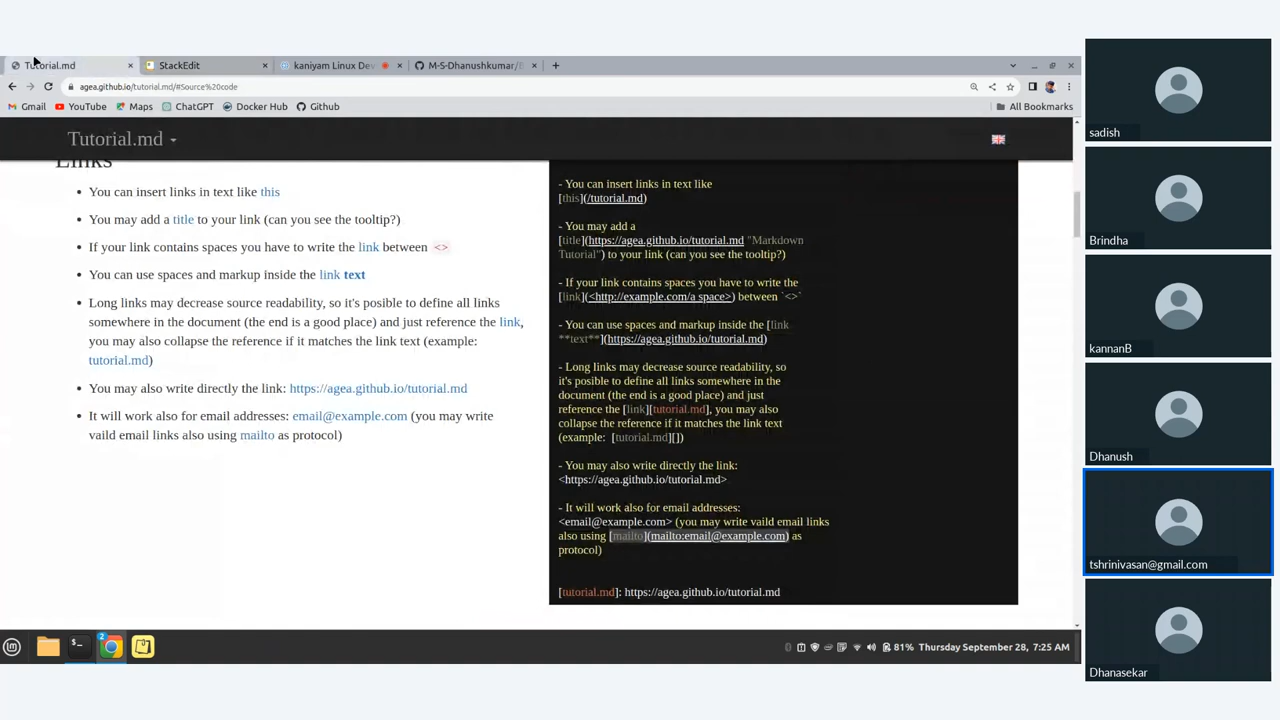 Tutorial.md
StackEdit
kaniyam Linux Dev
M-S-Dhanushkumar/
agea.github.io/tutorial.md/#Source%20code
Gmail YouTube Maps ChatGPT Docker Hub Github All Bookmarks
Tutorial.md
Links
• You can insert links in text like this
• You may add a title to your link (can you see the tooltip?)
• If your link contains spaces you have to write the link between <>
• You can use spaces and markup inside the link text
• Long links may decrease source readability, so it's posible to define all links
somewhere in the document (the end is a good place) and just reference the link,
you may also collapse the reference if it matches the link text (example:
tutorial.md)
• You may also write directly the link: https://agea.github.io/tutorial.md
• It will work also for email addresses: email@example.com (you may write
vaild email links also using mailto as protocol)
- You can insert links in text like
[this](/tutorial.md)
- You may add a
[title](https://agea.github.io/tutorial.md "Markdown
Tutorial") to your link (can you see the tooltip?)
- If your link contains spaces you have to write the
[link](<http://example.com/a space>) between `<>`
- You can use spaces and markup inside the [link
**text**](https://agea.github.io/tutorial.md)
- Long links may decrease source readability, so
it's posible to define all links somewhere in the
document (the end is a good place) and just
reference the [link][tutorial.md], you may also
collapse the reference if it matches the link text
(example: [tutorial.md][])
- You may also write directly the link:
<https://agea.github.io/tutorial.md>
- It will work also for email addresses:
<email@example.com> (you may write vaild email links
also using [mailto](mailto:email@example.com) as
protocol)
[tutorial.md]: https://agea.github.io/tutorial.md
81% Thursday September 28, 7:25 AM
sadish
Brindha
kannanB
Dhanush
tshrinivasan@gmail.com
Dhanasekar